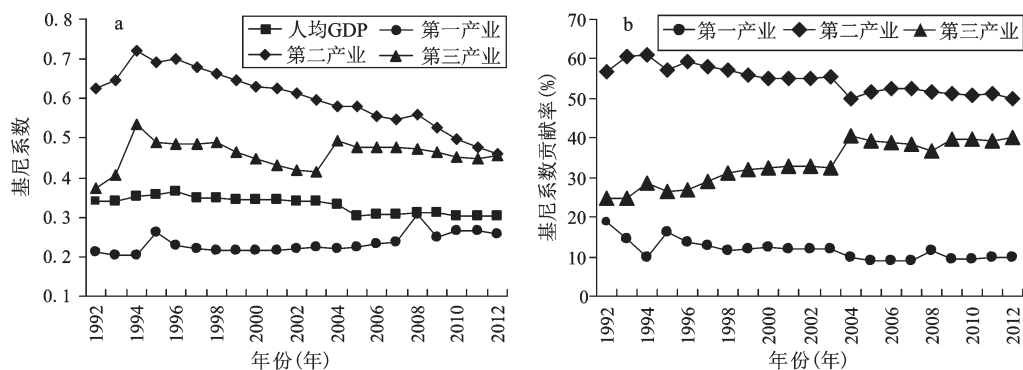 a
人均GDP
第一产业
第二产业
第三产业
基尼系数
0.8
0.7
0.6
0.5
0.4
0.3
0.2
0.1
1992
1994
1996
1998
2000
2002
2004
2006
2008
2010
2012
年份(年)
b
第一产业
第二产业
第三产业
基尼系数贡献率(%)
70
60
50
40
30
20
10
0
1992
1994
1996
1998
2000
2002
2004
2006
2008
2010
2012
年份(年)